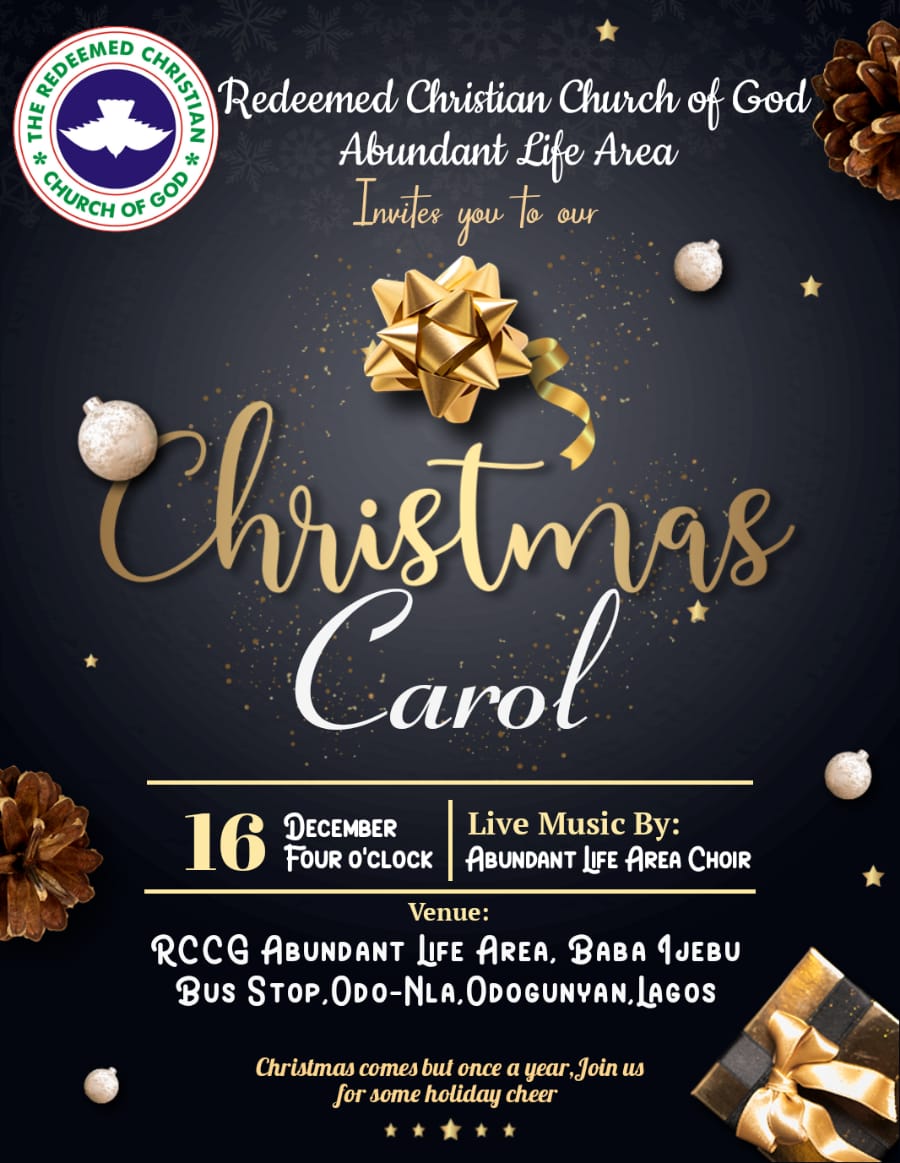 THE REDEEMED CHRISTIAN
CHURCH OF GOD
Redeemed Christian Church of God
Abundant Life Area
Invites you to our
Christmas
Carol
16 December
Four o'clock
Live Music By:
Abundant Life Area Choir
Venue:
RCCG Abundant Life Area, Baba Ijebu
Bus Stop,Odo-Nla,Odogunyan,Lagos
Christmas comes but once a year,Join us
for some holiday cheer